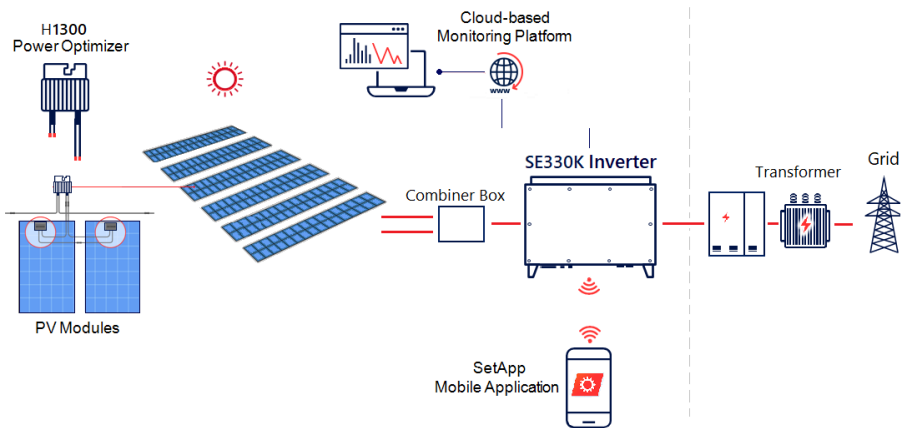 H1300
Power Optimizer
Cloud-based
Monitoring Platform
www
SE330K Inverter
Combiner Box
Transformer
Grid
PV Modules
SetApp
Mobile Application